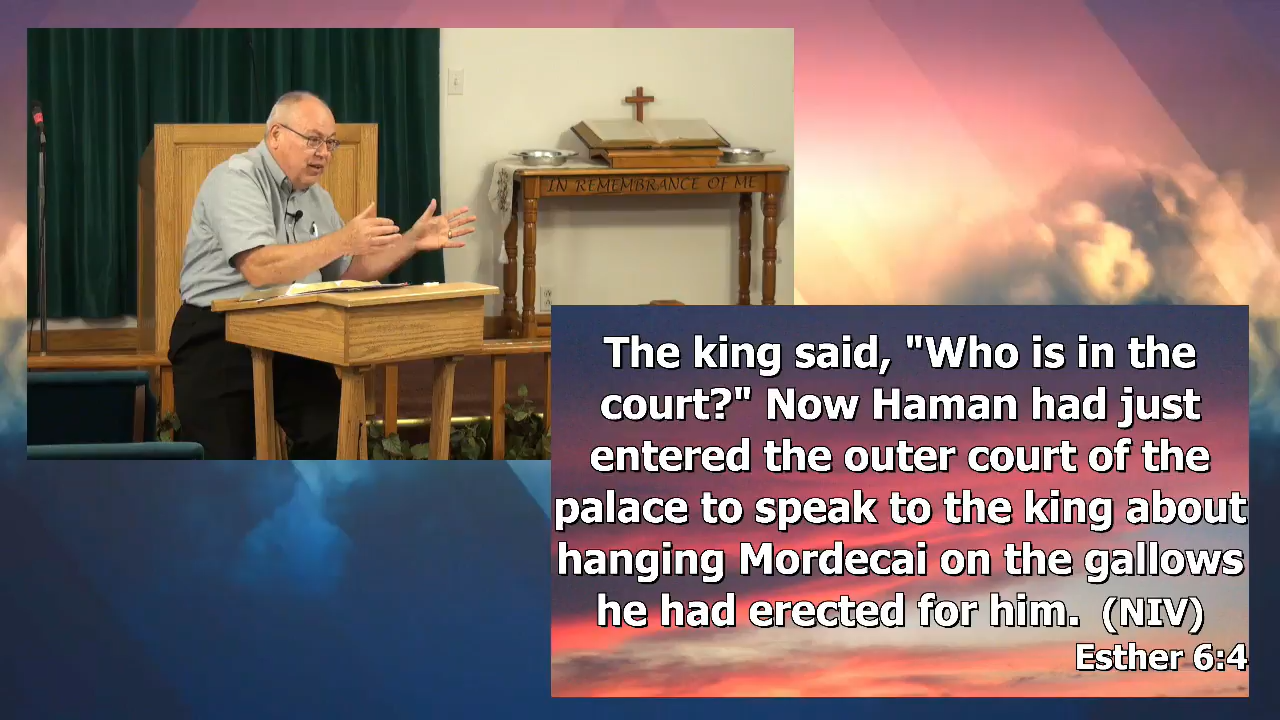 IN REMEMBRANCE OF ME
The king said, "Who is in the
court?" Now Haman had just
entered the outer court of the
palace to speak to the king about
hanging Mordecai on the gallows
he had erected for him. (NIV)
Esther 6:4